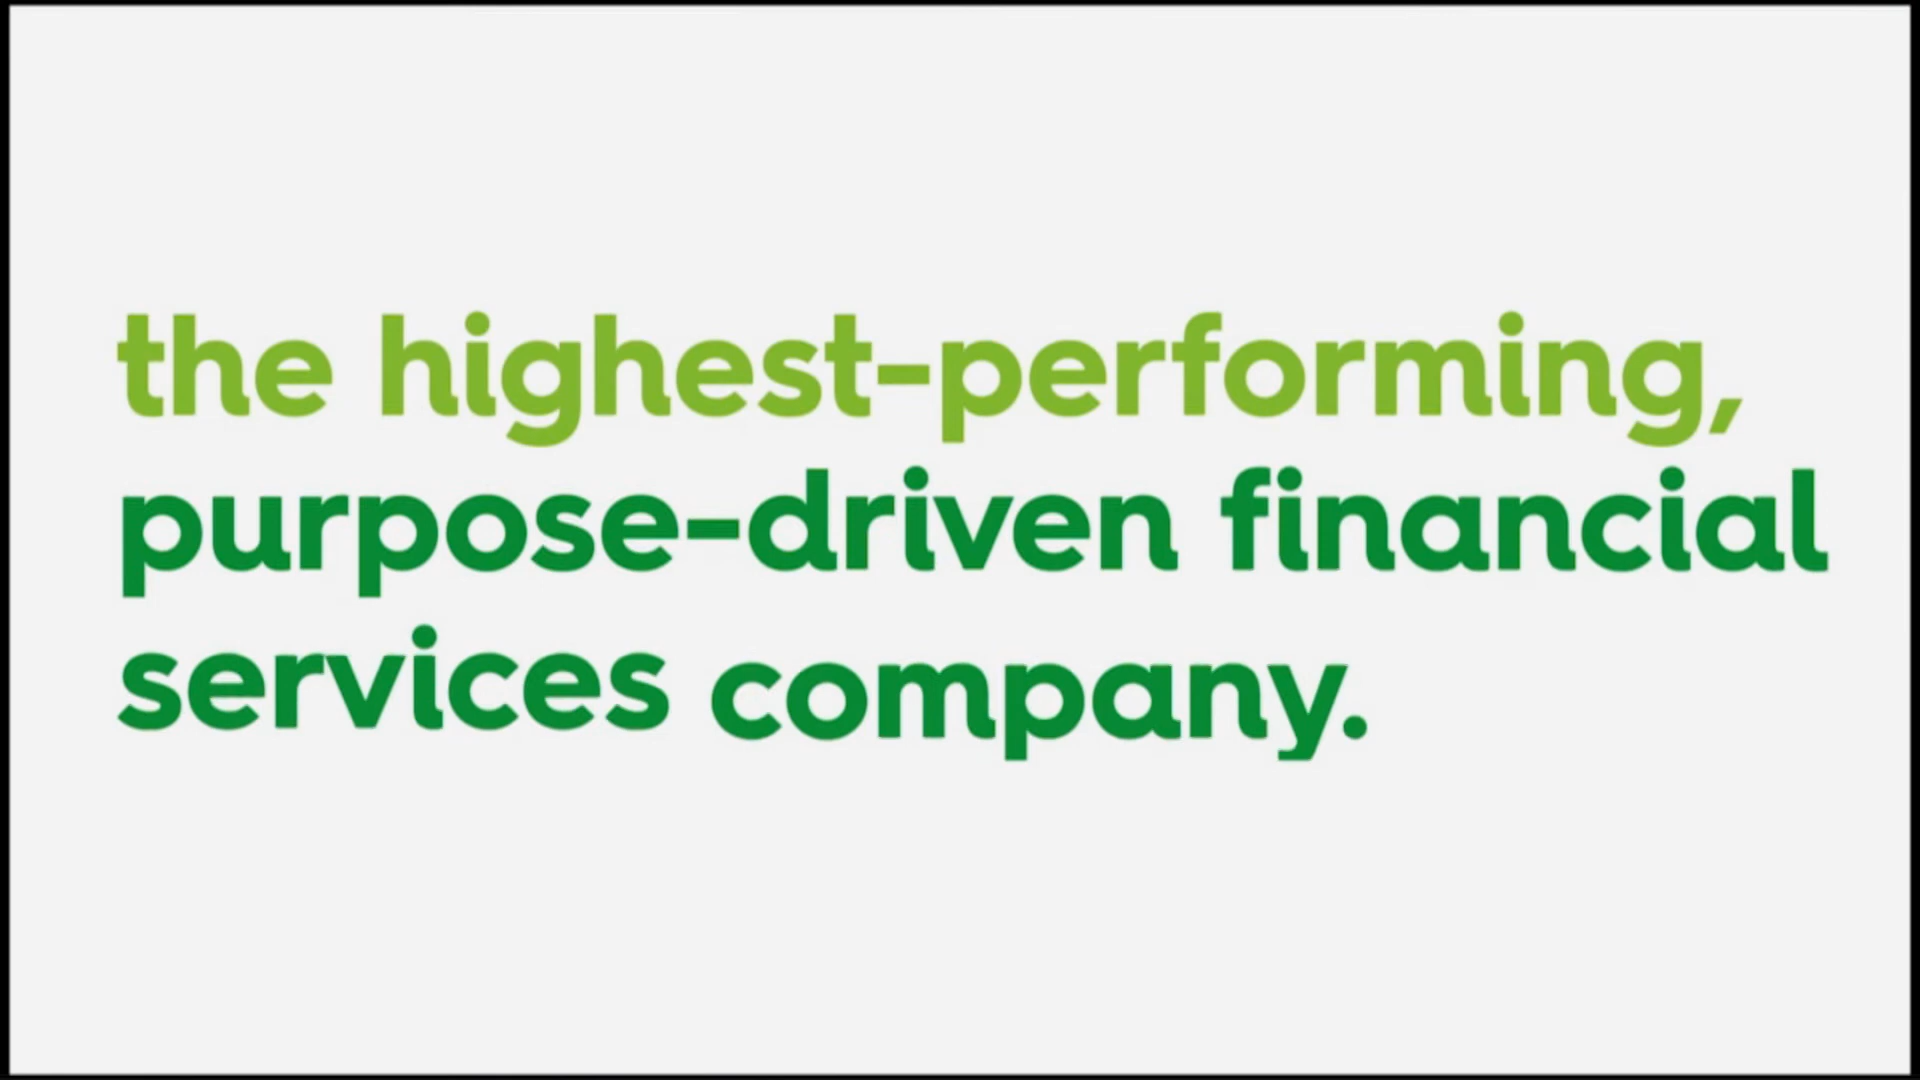 the highest-performing,
purpose-driven financial
services company.